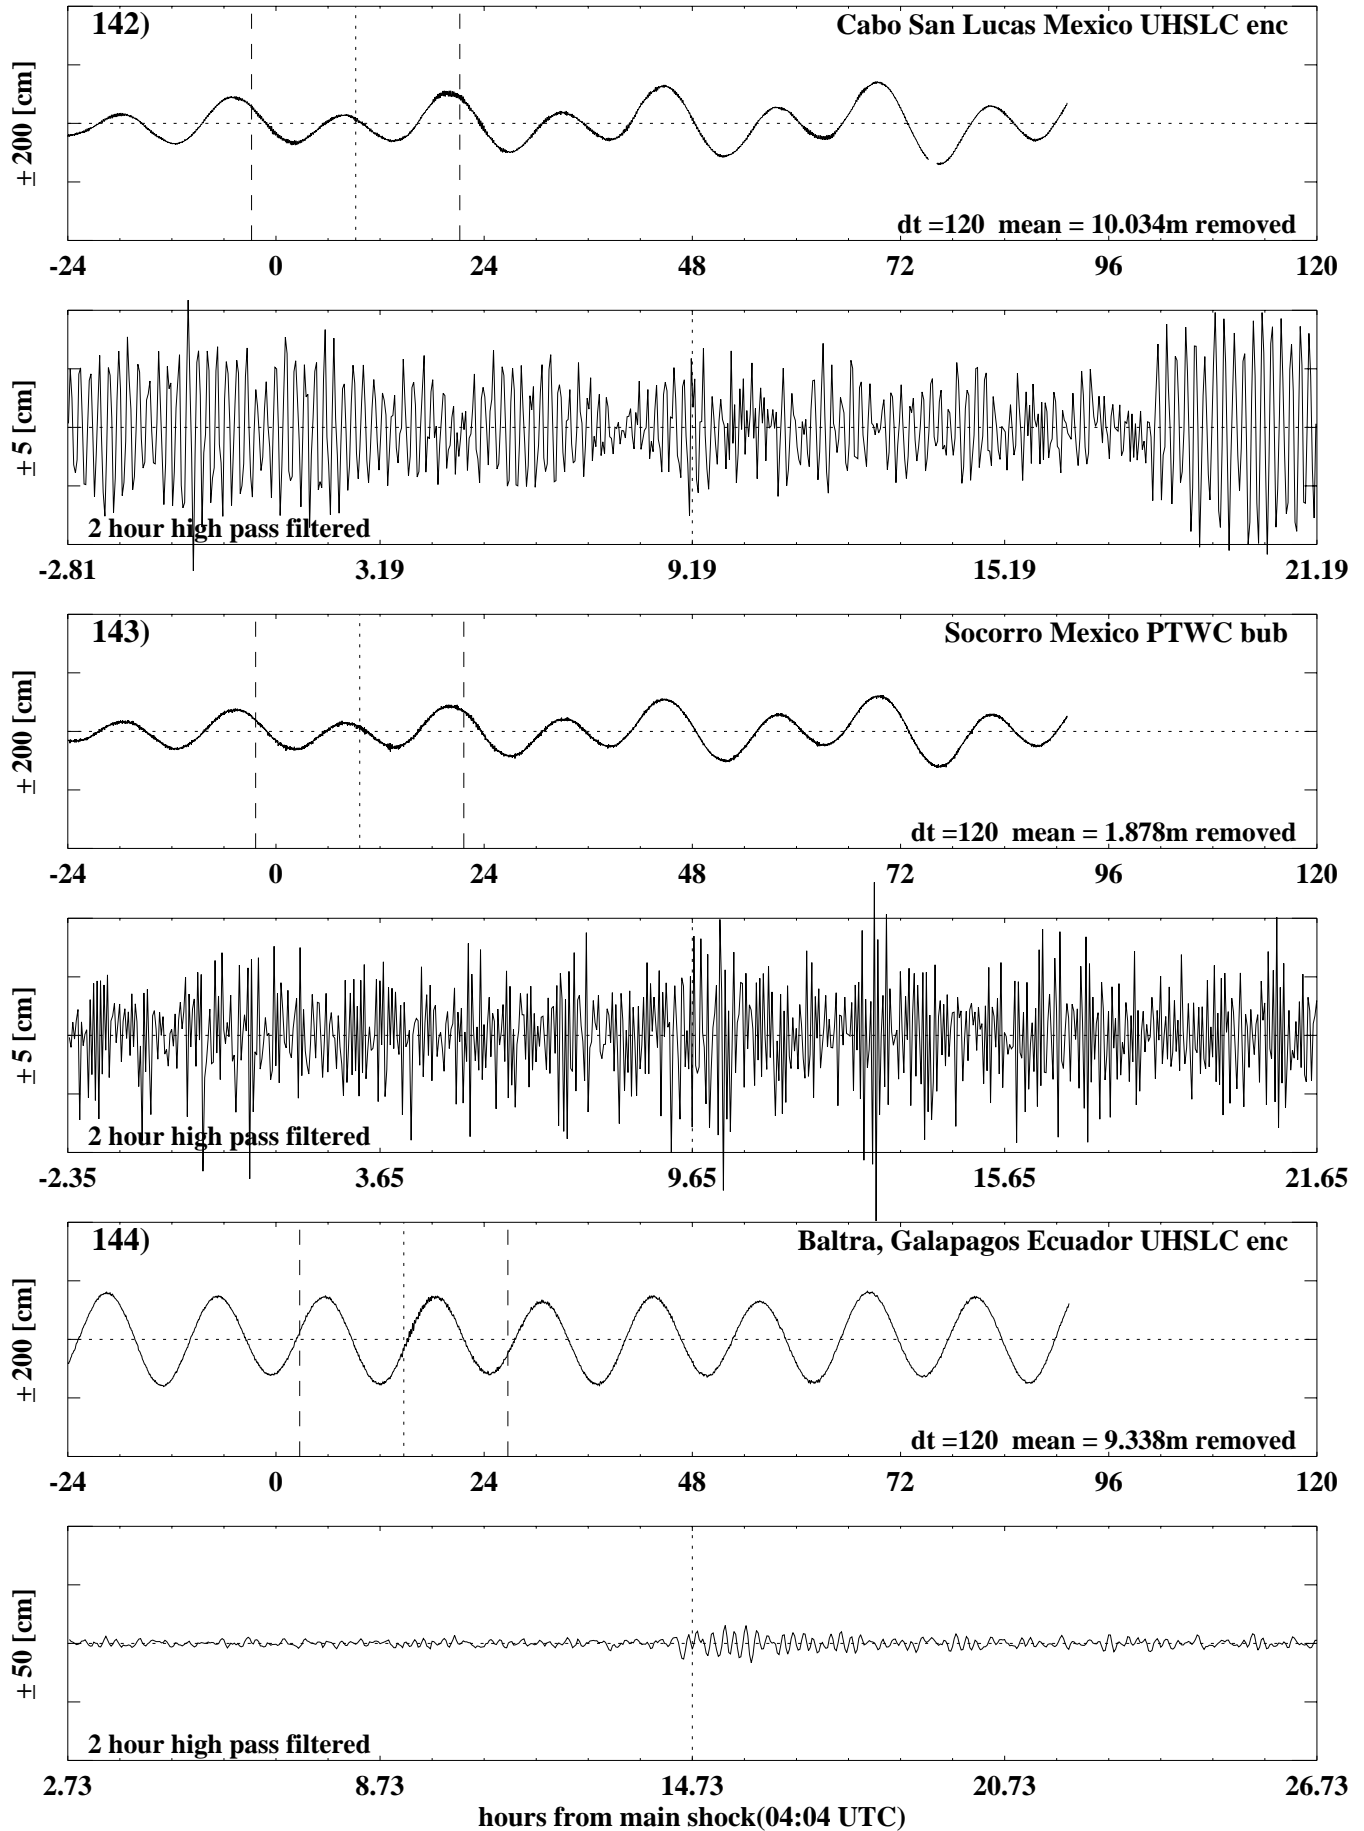 142)
Cabo San Lucas Mexico UHSLC enc
± 200 [cm]
dt =120 mean = 10.034m removed
-24 0 24 48 72 96 120
± 5 [cm]
2 hour high pass filtered
-2.81 3.19 9.19 15.19 21.19
143)
Socorro Mexico PTWC bub
± 200 [cm]
dt =120 mean = 1.878m removed
-24 0 24 48 72 96 120
± 5 [cm]
2 hour high pass filtered
-2.35 3.65 9.65 15.65 21.65
144)
Baltra, Galapagos Ecuador UHSLC enc
± 200 [cm]
dt =120 mean = 9.338m removed
-24 0 24 48 72 96 120
± 50 [cm]
2 hour high pass filtered
2.73 8.73 14.73 20.73 26.73
hours from main shock(04:04 UTC)